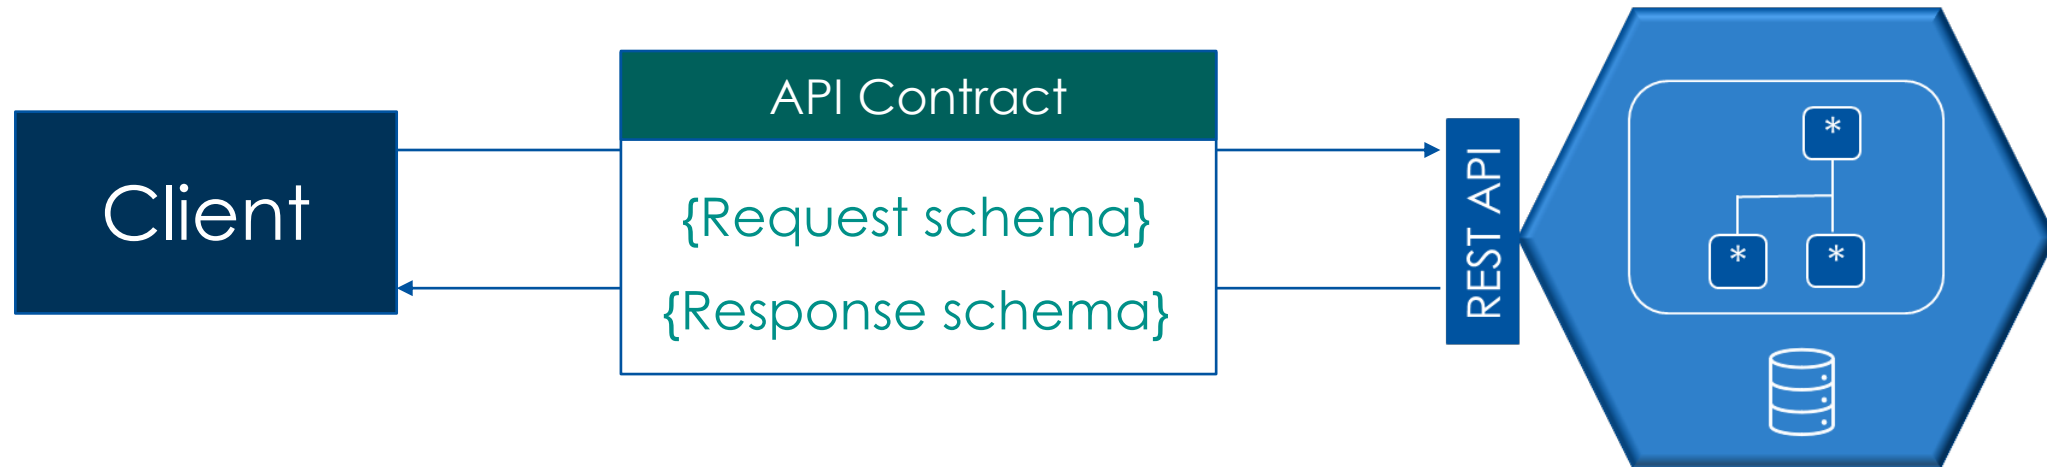 Client
API Contract
{Request schema}
{Response schema}
REST API
*
*
*